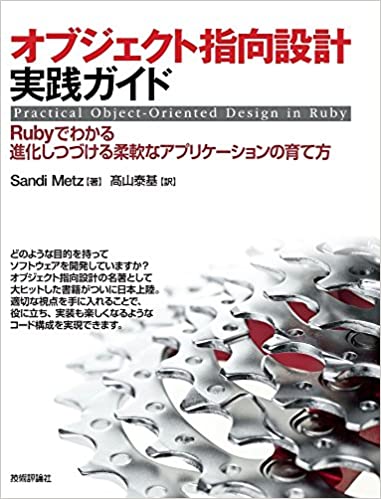 オブジェクト指向設計
実践ガイド
Practical Object-Oriented Design in Ruby
Rubyでわかる
進化しつづける柔軟なアプリケーションの育て方
Sandi Metz［著］ 髙山泰基［訳］
どのような目的を持って
ソフトウェアを開発していますか？
オブジェクト指向設計の名著として
大ヒットした書籍がついに日本上陸。
適切な視点を手に入れることで、
役に立ち、実装も楽しくなるような
コード構成を実現できます。
技術評論社